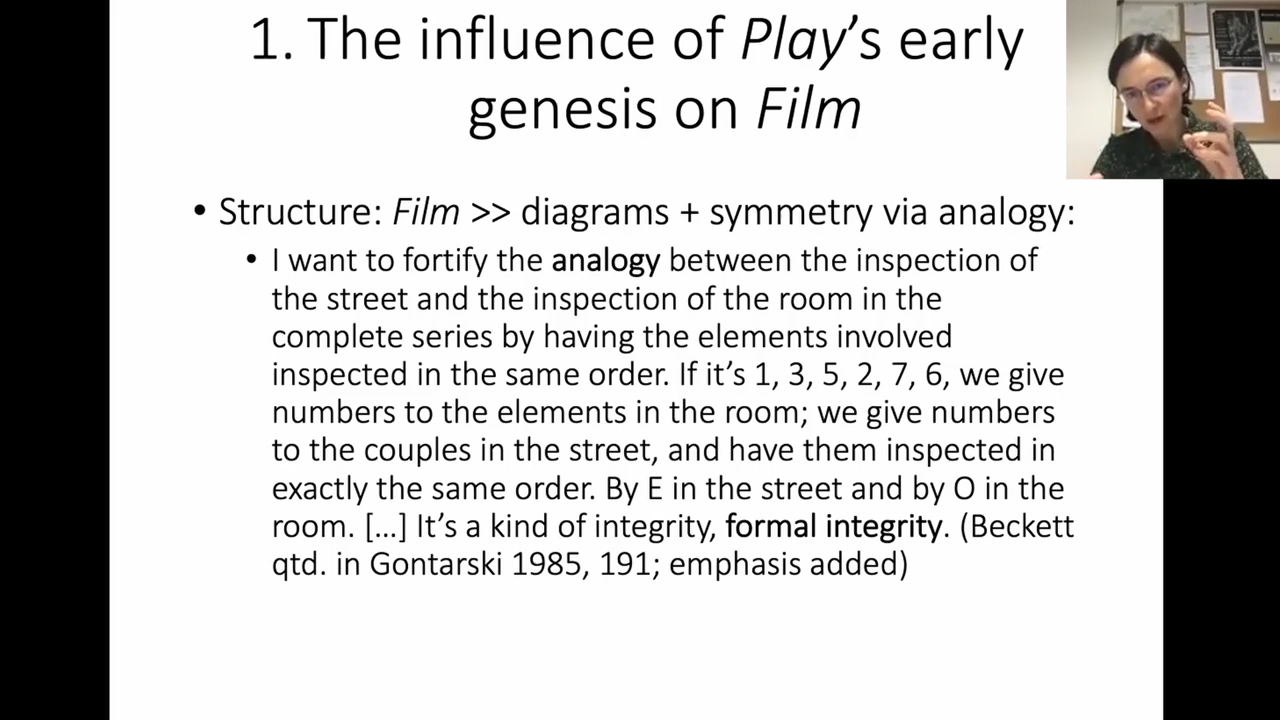 1. The influence of Play's early
genesis on Film
• Structure: Film >> diagrams + symmetry via analogy:
• I want to fortify the analogy between the inspection of
the street and the inspection of the room in the
complete series by having the elements involved
inspected in the same order. If it's 1, 3, 5, 2, 7, 6, we give
numbers to the elements in the room; we give numbers
to the couples in the street, and have them inspected in
exactly the same order. By E in the street and by O in the
room. […] It's a kind of integrity, formal integrity. (Beckett
qtd. in Gontarski 1985, 191; emphasis added)